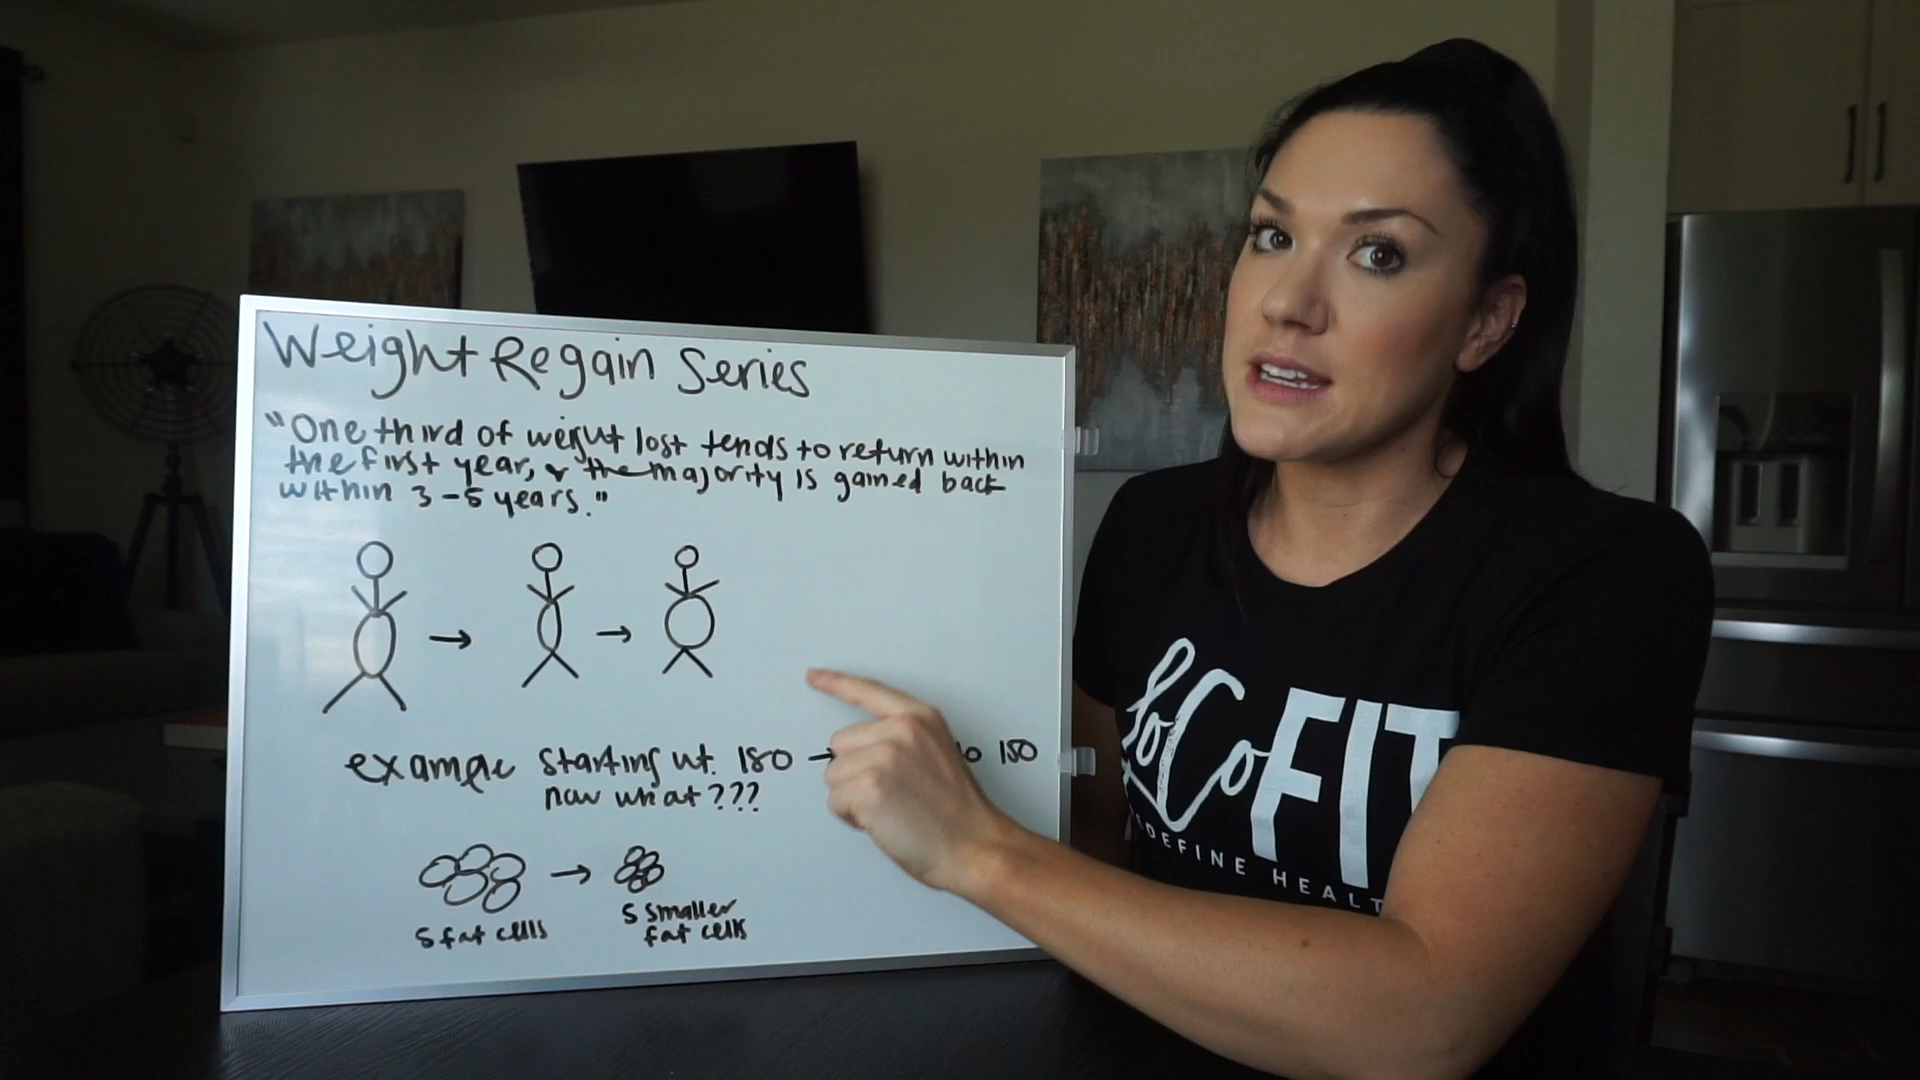 Weight Regain Series
"One third of weight lost tends to return within
the first year, & the majority is gained back
within 3-5 years."
example starting wt. 180 → to 150
now what???
5 fat cells
5 smaller
fat cells
LoCoFIT
REDEFINE HEALT